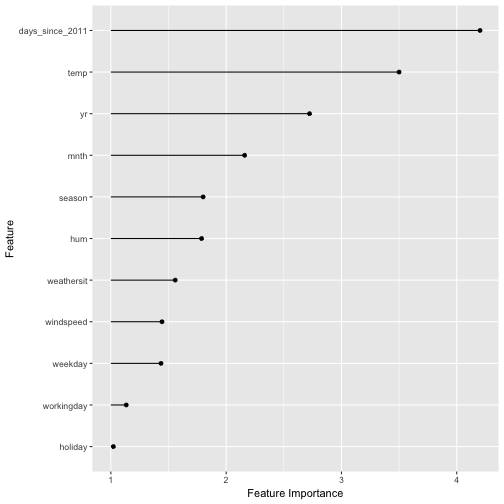 days_since_2011
temp
yr
mnth
season
hum
weathersit
windspeed
weekday
workingday
holiday
Feature
1 2 3 4
Feature Importance